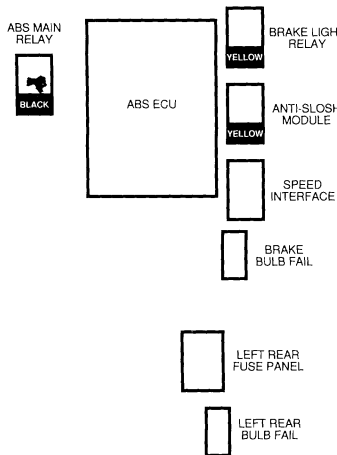 ABS MAIN
RELAY
BLACK
ABS ECU
BRAKE LIGH
RELAY
YELLOW
ANTI-SLOSH
MODULE
YELLOW
SPEED
INTERFACE
BRAKE
BULB FAIL
LEFT REAR
FUSE PANEL
LEFT REAR
BULB FAIL